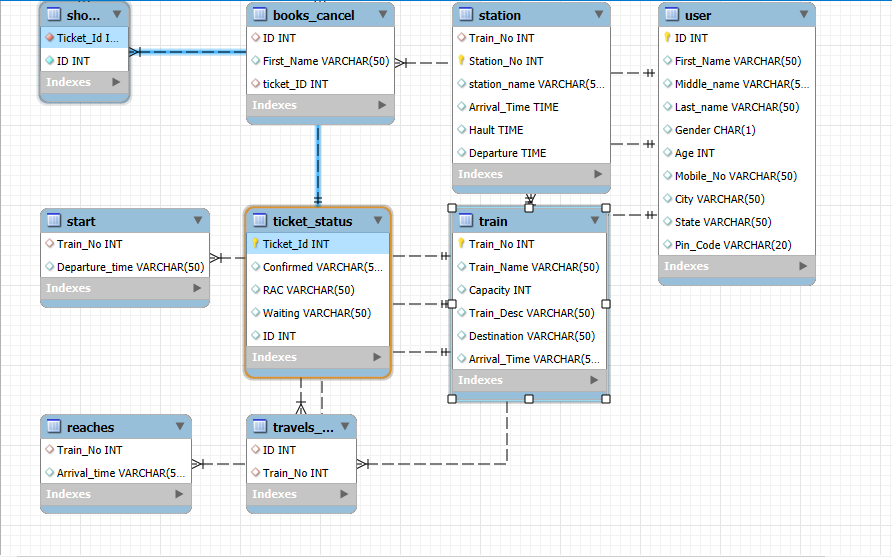 sho...
Ticket_Id I...
ID INT
Indexes
books_cancel
ID INT
First_Name VARCHAR(50)
ticket_ID INT
Indexes
station
Train_No INT
Station_No INT
station_name VARCHAR(5...
Arrival_Time TIME
Hault TIME
Departure TIME
Indexes
user
ID INT
First_Name VARCHAR(50)
Middle_name VARCHAR(5...
Last_name VARCHAR(50)
Gender CHAR(1)
Age INT
Mobile_No VARCHAR(50)
City VARCHAR(50)
State VARCHAR(50)
Pin_Code VARCHAR(20)
Indexes
start
Train_No INT
Departure_time VARCHAR(50)
Indexes
ticket_status
Ticket_Id INT
Confirmed VARCHAR(5...
RAC VARCHAR(50)
Waiting VARCHAR(50)
ID INT
Indexes
train
Train_No INT
Train_Name VARCHAR(50)
Capacity INT
Train_Desc VARCHAR(50)
Destination VARCHAR(50)
Arrival_Time VARCHAR(5...
Indexes
reaches
Train_No INT
Arrival_time VARCHAR(5...
Indexes
travels_...
ID INT
Train_No INT
Indexes